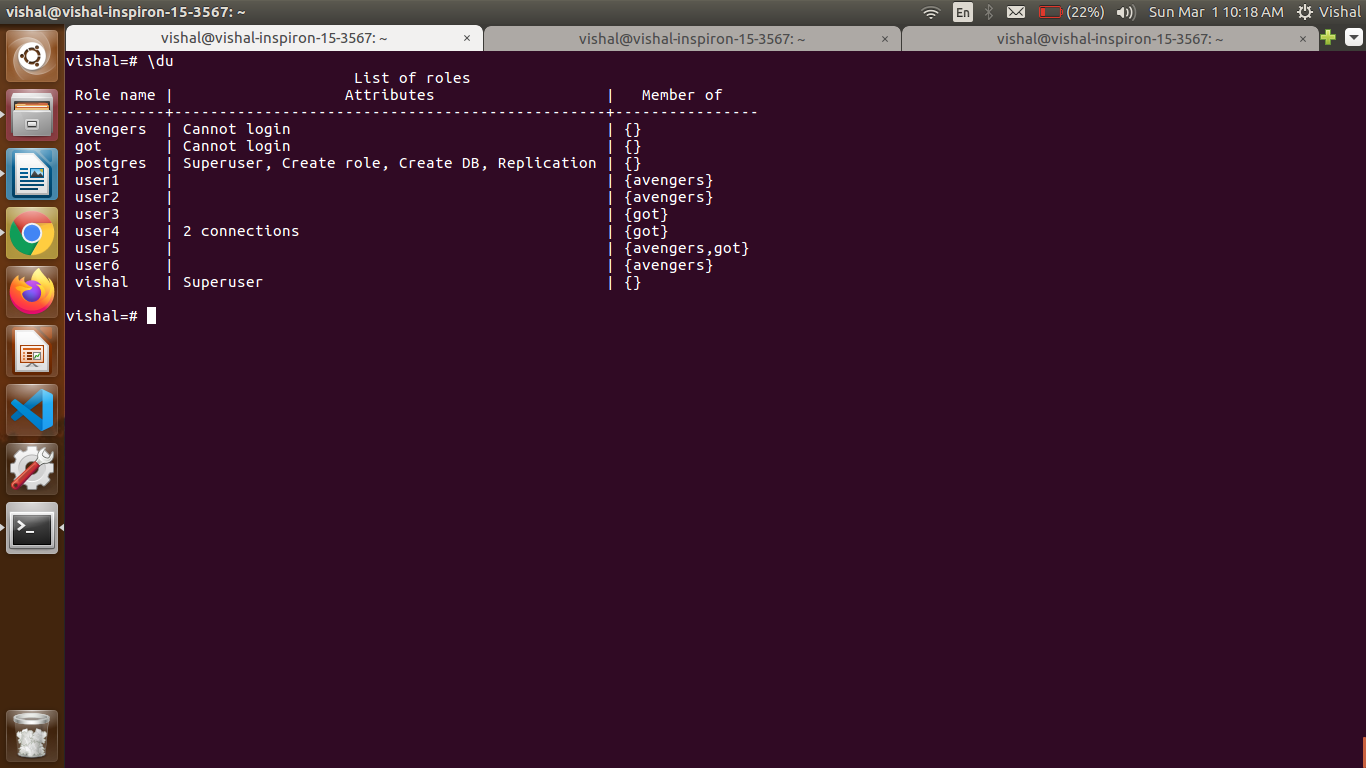 vishal@vishal-inspiron-15-3567: ~
En (22%) Sun Mar 1 10:18 AM Vishal
vishal@vishal-inspiron-15-3567: ~ × vishal@vishal-inspiron-15-3567: ~ × vishal@vishal-inspiron-15-3567: ~ ×
vishal=# \du
                                List of roles
 Role name |                   Attributes                   |   Member of
-----------+------------------------------------------------+----------------
 avengers  | Cannot login                                   | {}
 got       | Cannot login                                   | {}
 postgres  | Superuser, Create role, Create DB, Replication | {}
 user1     |                                                | {avengers}
 user2     |                                                | {avengers}
 user3     |                                                | {got}
 user4     | 2 connections                                  | {got}
 user5     |                                                | {avengers,got}
 user6     |                                                | {avengers}
 vishal    | Superuser                                      | {}
vishal=#